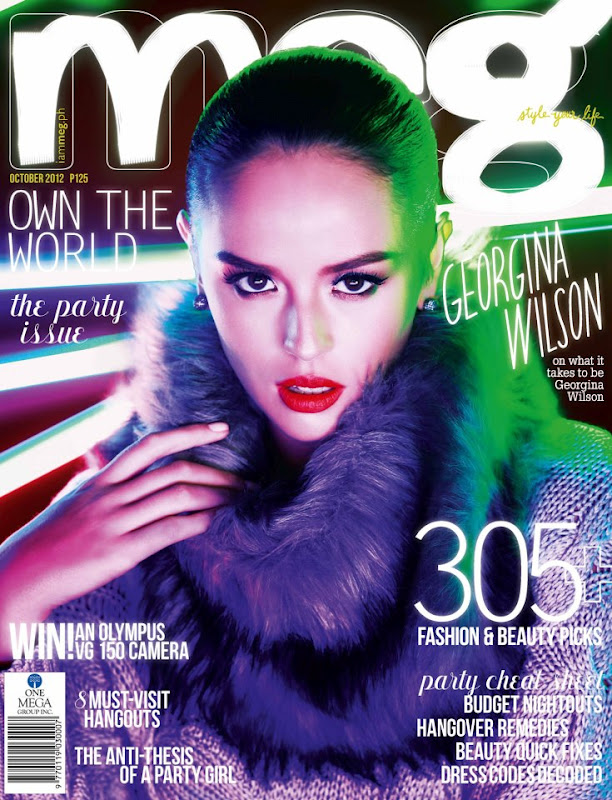 meg
style your life
iammeg.ph
OCTOBER 2012 P125
OWN THE
WORLD
the party
issue
GEORGINA
WILSON
on what it
takes to be
Georgina
Wilson
305
FASHION & BEAUTY PICKS
WIN! AN OLYMPUS
VG 150 CAMERA
party cheat sheet
BUDGET NIGHTOUTS
HANGOVER REMEDIES
BEAUTY QUICK FIXES
DRESS CODES DECODED
8 MUST-VISIT
HANGOUTS
THE ANTI-THESIS
OF A PARTY GIRL
ONE
MEGA
GROUP INC.
9 770119 030007